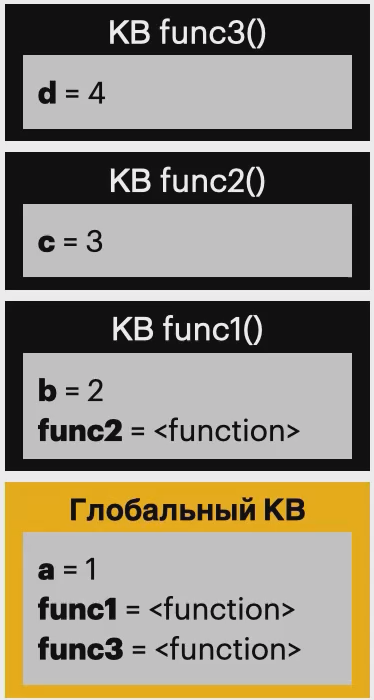 КВ func3()
d = 4
КВ func2()
c = 3
КВ func1()
b = 2
func2 = <function>
Глобальный КВ
a = 1
func1 = <function>
func3 = <function>